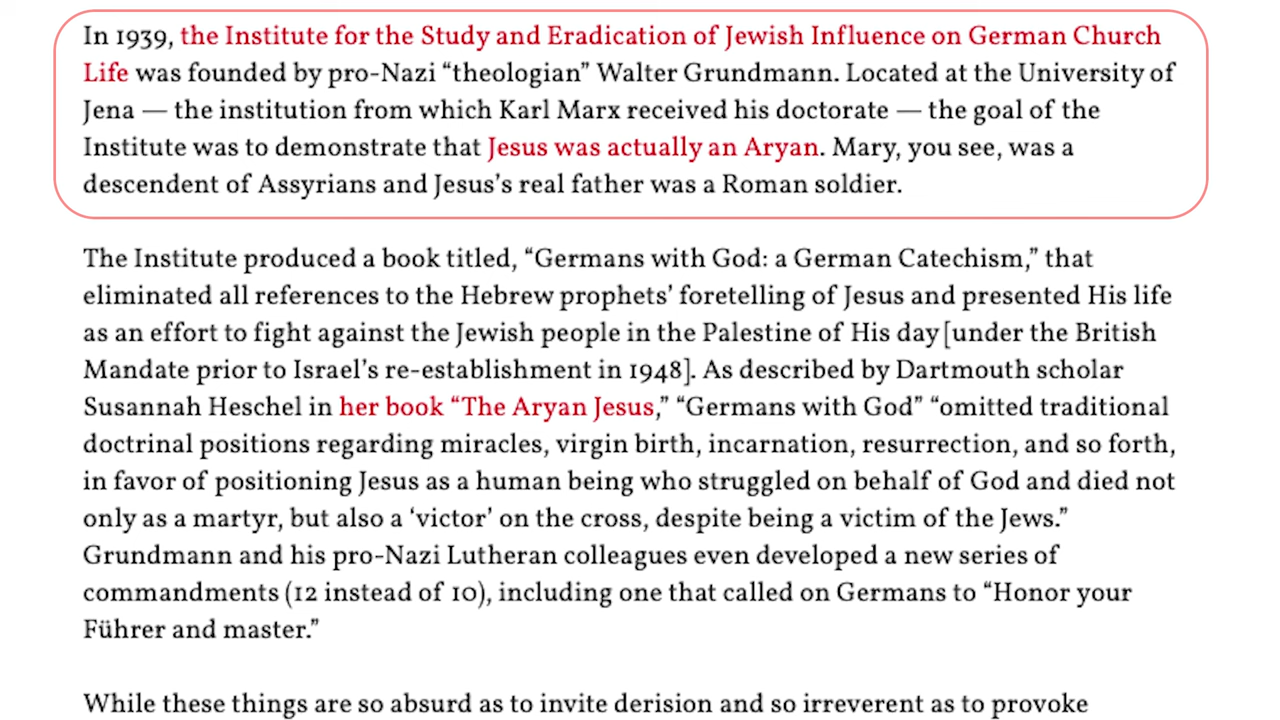 In 1939, the Institute for the Study and Eradication of Jewish Influence on German Church
Life was founded by pro-Nazi “theologian” Walter Grundmann. Located at the University of
Jena — the institution from which Karl Marx received his doctorate — the goal of the
Institute was to demonstrate that Jesus was actually an Aryan. Mary, you see, was a
descendent of Assyrians and Jesus’s real father was a Roman soldier.
The Institute produced a book titled, “Germans with God: a German Catechism,” that
eliminated all references to the Hebrew prophets’ foretelling of Jesus and presented His life
as an effort to fight against the Jewish people in the Palestine of His day [under the British
Mandate prior to Israel’s re-establishment in 1948]. As described by Dartmouth scholar
Susannah Heschel in her book “The Aryan Jesus,” “Germans with God” “omitted traditional
doctrinal positions regarding miracles, virgin birth, incarnation, resurrection, and so forth,
in favor of positioning Jesus as a human being who struggled on behalf of God and died not
only as a martyr, but also a ‘victor’ on the cross, despite being a victim of the Jews.”
Grundmann and his pro-Nazi Lutheran colleagues even developed a new series of
commandments (12 instead of 10), including one that called on Germans to “Honor your
Führer and master.”
While these things are so absurd as to invite derision and so irreverent as to provoke